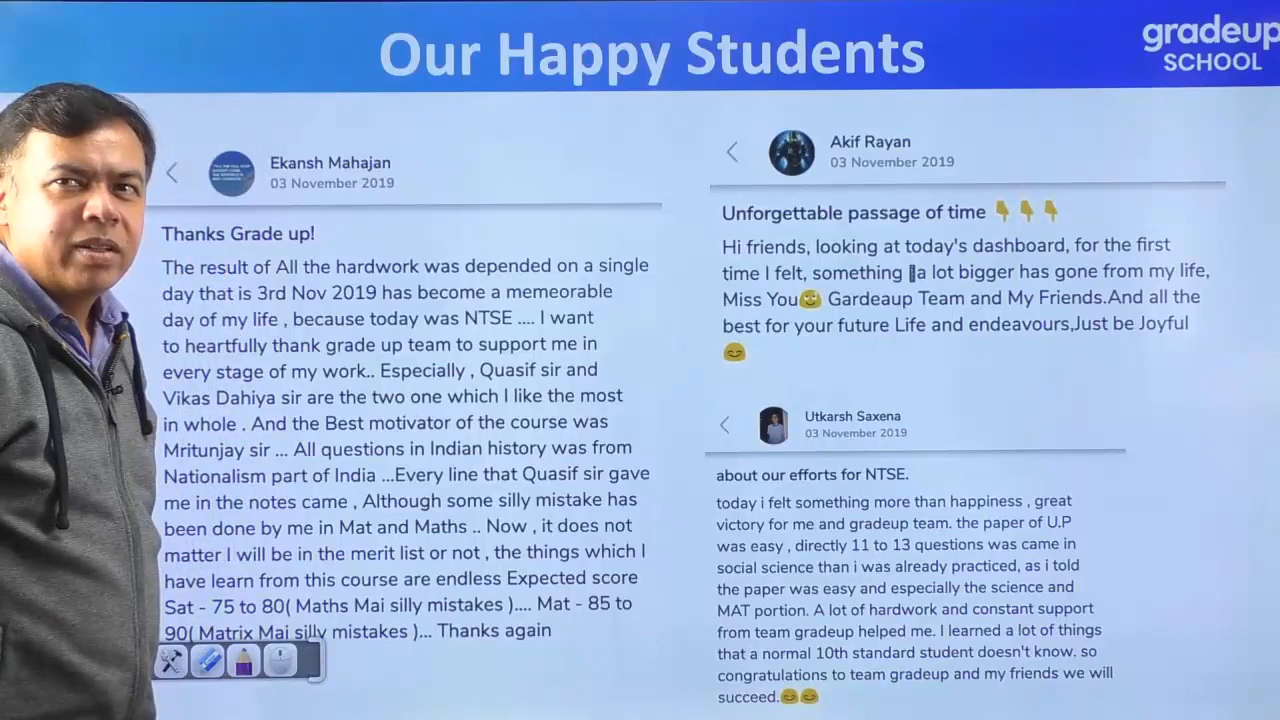 Our Happy Students
gradeup
SCHOOL
Ekansh Mahajan
03 November 2019
Thanks Grade up!
The result of All the hardwork was depended on a single
day that is 3rd Nov 2019 has become a memeorable
day of my life , because today was NTSE .... I want
to heartfully thank grade up team to support me in
every stage of my work.. Especially , Quasif sir and
Vikas Dahiya sir are the two one which I like the most
in whole . And the Best motivator of the course was
Mritunjay sir ... All questions in Indian history was from
Nationalism part of India ...Every line that Quasif sir gave
me in the notes came , Although some silly mistake has
been done by me in Mat and Maths .. Now , it does not
matter I will be in the merit list or not , the things which I
have learn from this course are endless Expected score
Sat - 75 to 80( Maths Mai silly mistakes ).... Mat - 85 to
90( Matrix Mai silly mistakes )... Thanks again
Akif Rayan
03 November 2019
Unforgettable passage of time 👇👇👇
Hi friends, looking at today's dashboard, for the first
time I felt, something a lot bigger has gone from my life,
Miss You😌 Gardeaup Team and My Friends.And all the
best for your future Life and endeavours,Just be Joyful
😊
Utkarsh Saxena
03 November 2019
about our efforts for NTSE.
today i felt something more than happiness , great
victory for me and gradeup team. the paper of U.P
was easy , directly 11 to 13 questions was came in
social science than i was already practiced, as i told
the paper was easy and especially the science and
MAT portion. A lot of hardwork and constant support
from team gradeup helped me. I learned a lot of things
that a normal 10th standard student doesn't know. so
congratulations to team gradeup and my friends we will
succeed.😊😊